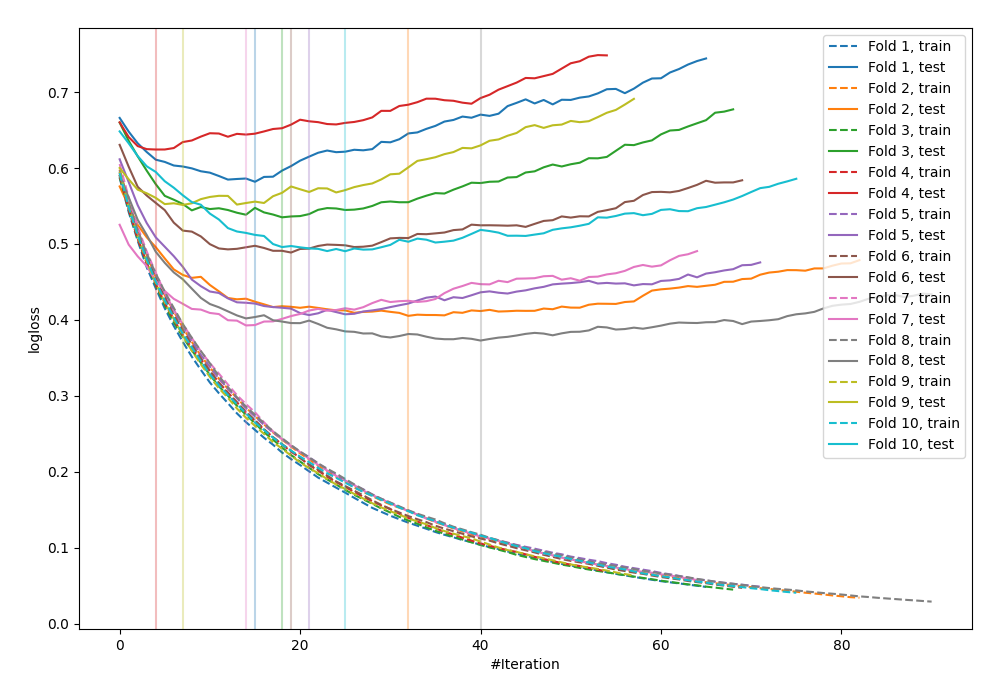 0.7
0.6
0.5
0.4
0.3
0.2
0.1
0.0
logloss
0
20
40
60
80
#Iteration
Fold 1, train
Fold 1, test
Fold 2, train
Fold 2, test
Fold 3, train
Fold 3, test
Fold 4, train
Fold 4, test
Fold 5, train
Fold 5, test
Fold 6, train
Fold 6, test
Fold 7, train
Fold 7, test
Fold 8, train
Fold 8, test
Fold 9, train
Fold 9, test
Fold 10, train
Fold 10, test